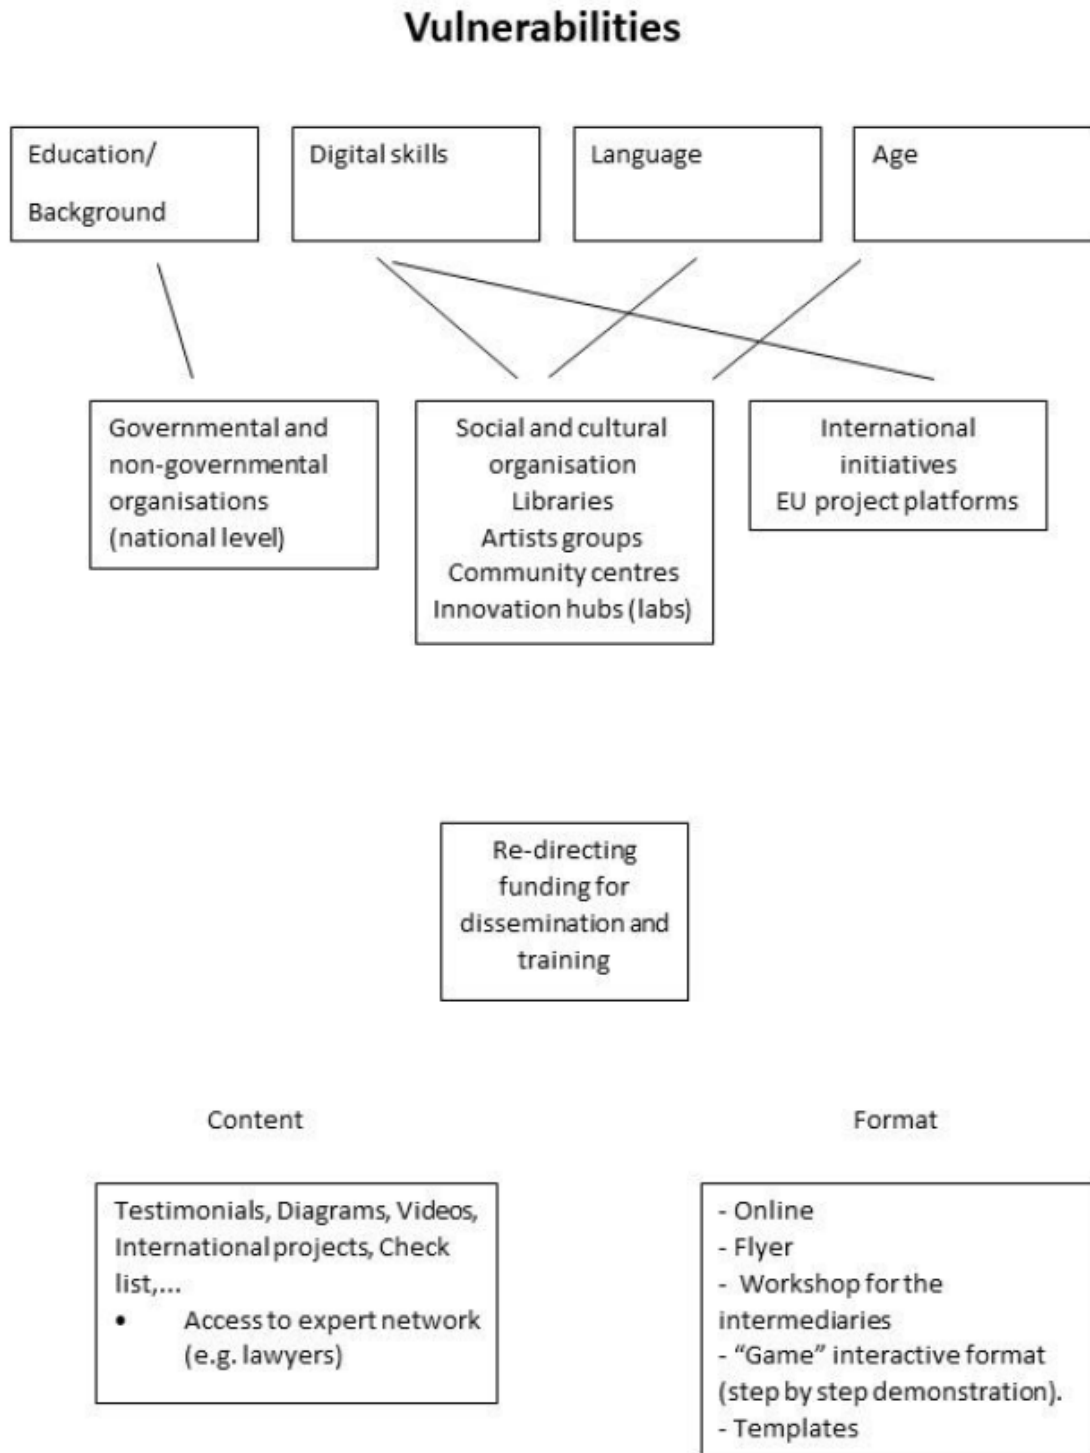 Vulnerabilities
Education/
Background
Digital skills
Language
Age
Governmental and
non-governmental
organisations
(national level)
Social and cultural
organisation
Libraries
Artists groups
Community centres
Innovation hubs (labs)
International
initiatives
EU project platforms
Re-directing
funding for
dissemination and
training
Content
Testimonials, Diagrams, Videos,
International projects, Check
list,...
• Access to expert network
(e.g. lawyers)
Format
- Online
- Flyer
- Workshop for the
intermediaries
- “Game” interactive format
(step by step demonstration).
- Templates